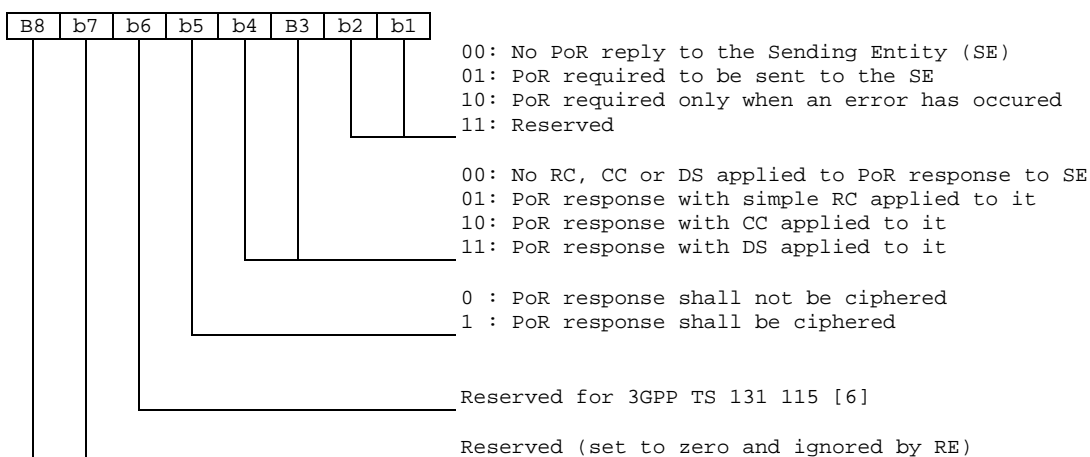 B8 b7 b6 b5 b4 B3 b2 b1
00: No PoR reply to the Sending Entity (SE)
01: PoR required to be sent to the SE
10: PoR required only when an error has occured
11: Reserved
00: No RC, CC or DS applied to PoR response to SE
01: PoR response with simple RC applied to it
10: PoR response with CC applied to it
11: PoR response with DS applied to it
0 : PoR response shall not be ciphered
1 : PoR response shall be ciphered
Reserved for 3GPP TS 131 115 [6]
Reserved (set to zero and ignored by RE)